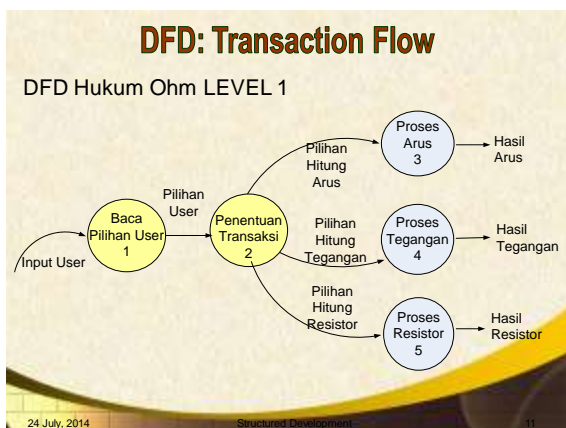 DFD: Transaction Flow
DFD Hukum Ohm LEVEL 1
Input User
Baca
Pilihan User
1
Pilihan
User
Penentuan
Transaksi
2
Pilihan
Hitung
Arus
Proses
Arus
3
Hasil
Arus
Pilihan
Hitung
Tegangan
Proses
Tegangan
4
Hasil
Tegangan
Pilihan
Hitung
Resistor
Proses
Resistor
5
Hasil
Resistor
24 July, 2014
Structured Development
11